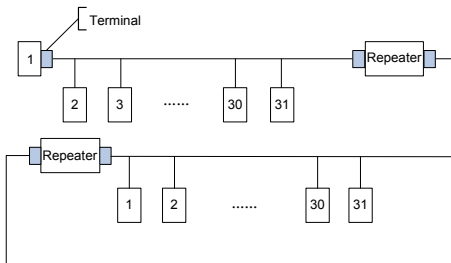 Terminal
1
Repeater
2 3 ...... 30 31
Repeater
1 2 ...... 30 31